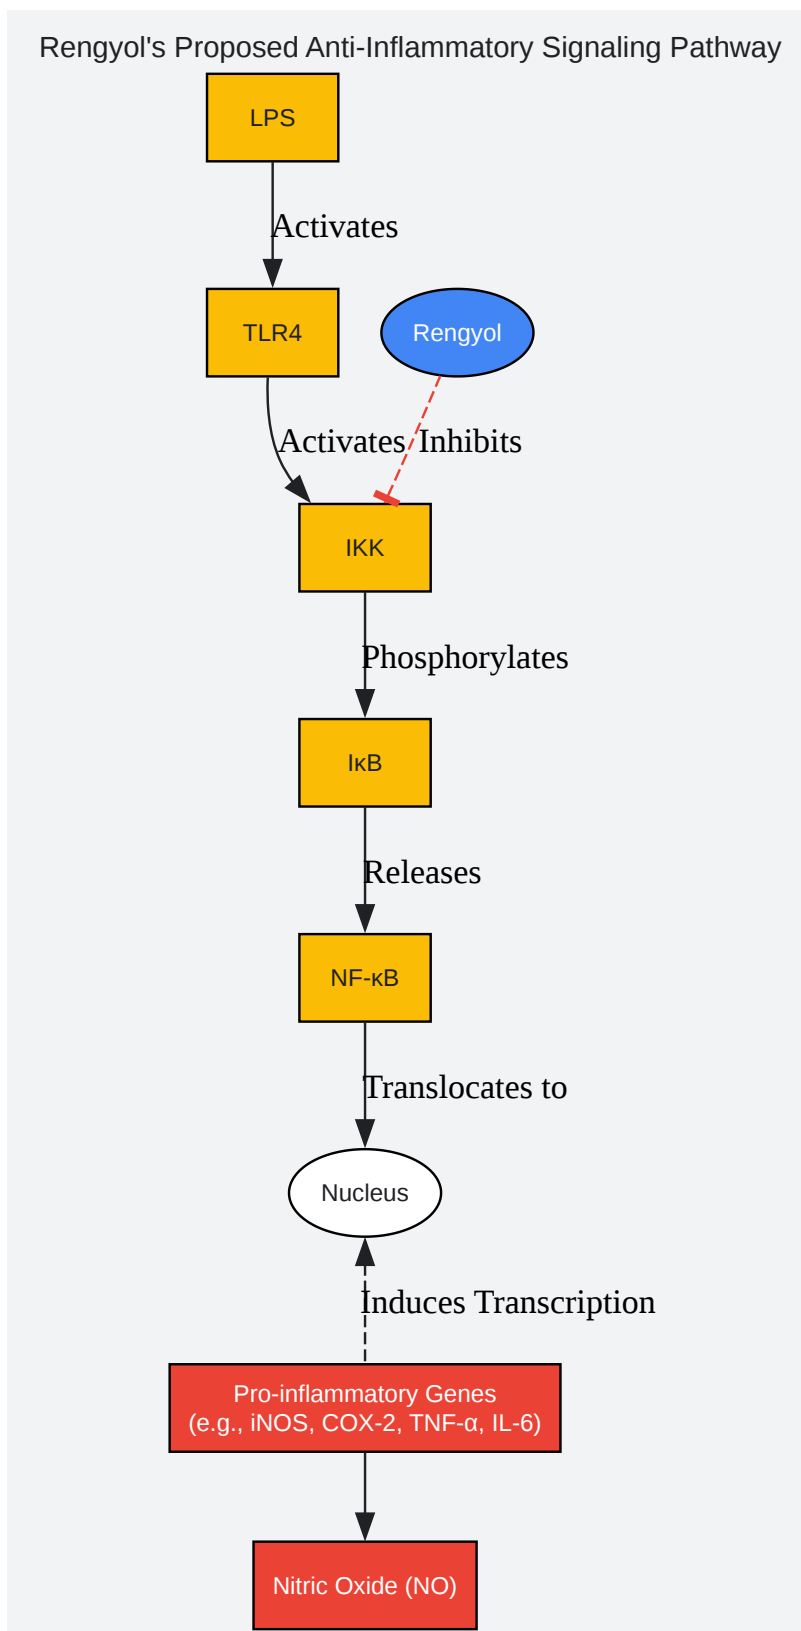 Rengyol's Proposed Anti-Inflammatory Signaling Pathway
LPS
Activates
TLR4
Rengyol
Activates
Inhibits
IKK
Phosphorylates
IκB
Releases
NF-κB
Translocates to
Nucleus
Induces Transcription
Pro-inflammatory Genes
(e.g., iNOS, COX-2, TNF-α, IL-6)
Nitric Oxide (NO)